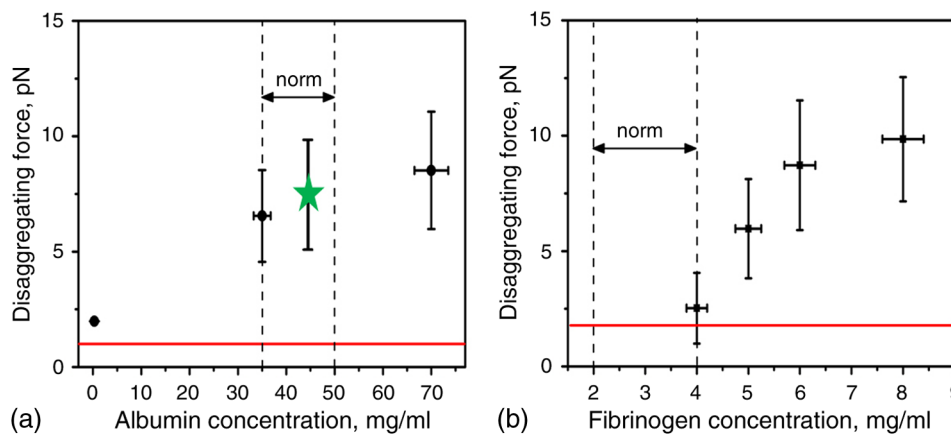 15
10
5
0
Disaggregating force, pN
norm
0 10 20 30 40 50 60 70
(a) Albumin concentration, mg/ml
15
10
5
0
Disaggregating force, pN
norm
2 3 4 5 6 7 8
(b) Fibrinogen concentration, mg/ml